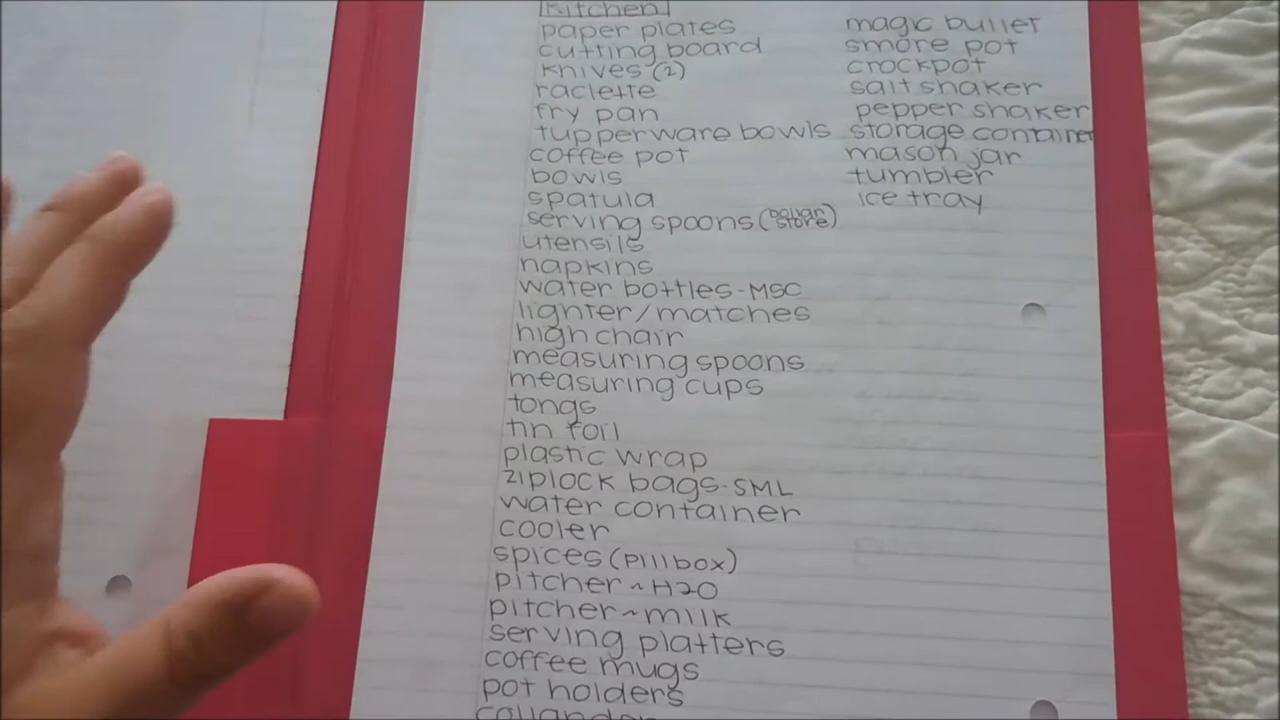 Kitchen
paper plates
cutting board
knives (2)
raclette
fry pan
tupperware bowls
coffee pot
bowls
spatula
serving spoons (dollar store)
utensils
napkins
water bottles-MSC
lighter/matches
high chair
measuring spoons
measuring cups
tongs
tin foil
plastic wrap
ziplock bags-SML
water container
cooler
spices (pillbox)
pitcher ~ H2O
pitcher ~ milk
serving platters
coffee mugs
pot holders
collander
magic bullet
smore pot
crockpot
salt shaker
pepper shaker
storage container
mason jar
tumbler
ice tray